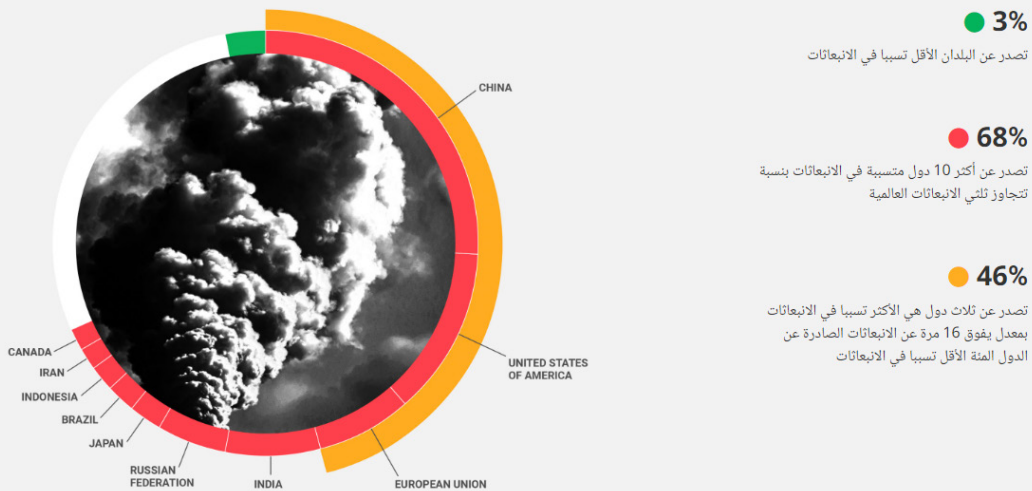 CHINA
UNITED STATES
OF AMERICA
EUROPEAN UNION
INDIA
RUSSIAN
FEDERATION
JAPAN
BRAZIL
INDONESIA
IRAN
CANADA
3%
تصدر عن البلدان الأقل تسببا في الانبعاثات
68%
تصدر عن أكثر 10 دول متسببة في الانبعاثات بنسبة
تتجاوز ثلثي الانبعاثات العالمية
46%
تصدر عن ثلاث دول هي الأكثر تسببا في الانبعاثات
بمعدل يفوق 16 مرة عن الانبعاثات الصادرة عن
الدول المئة الأقل تسببا في الانبعاثات